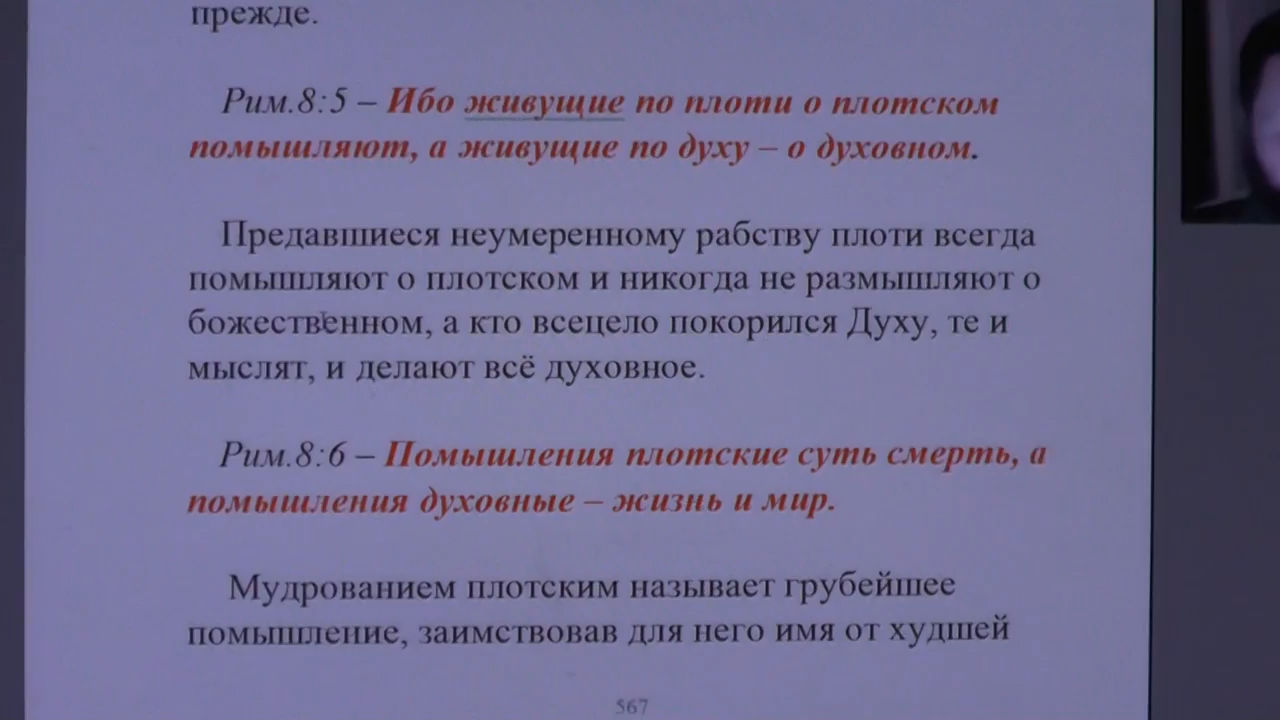 прежде.
Рим.8:5 – Ибо живущие по плоти о плотском
помышляют, а живущие по духу – о духовном.
Предавшиеся неумеренному рабству плоти всегда
помышляют о плотском и никогда не размышляют о
божественном, а кто всецело покорился Духу, те и
мыслят, и делают всё духовное.
Рим.8:6 – Помышления плотские суть смерть, а
помышления духовные – жизнь и мир.
Мудрованием плотским называет грубейшее
помышление, заимствовав для него имя от худшей
567